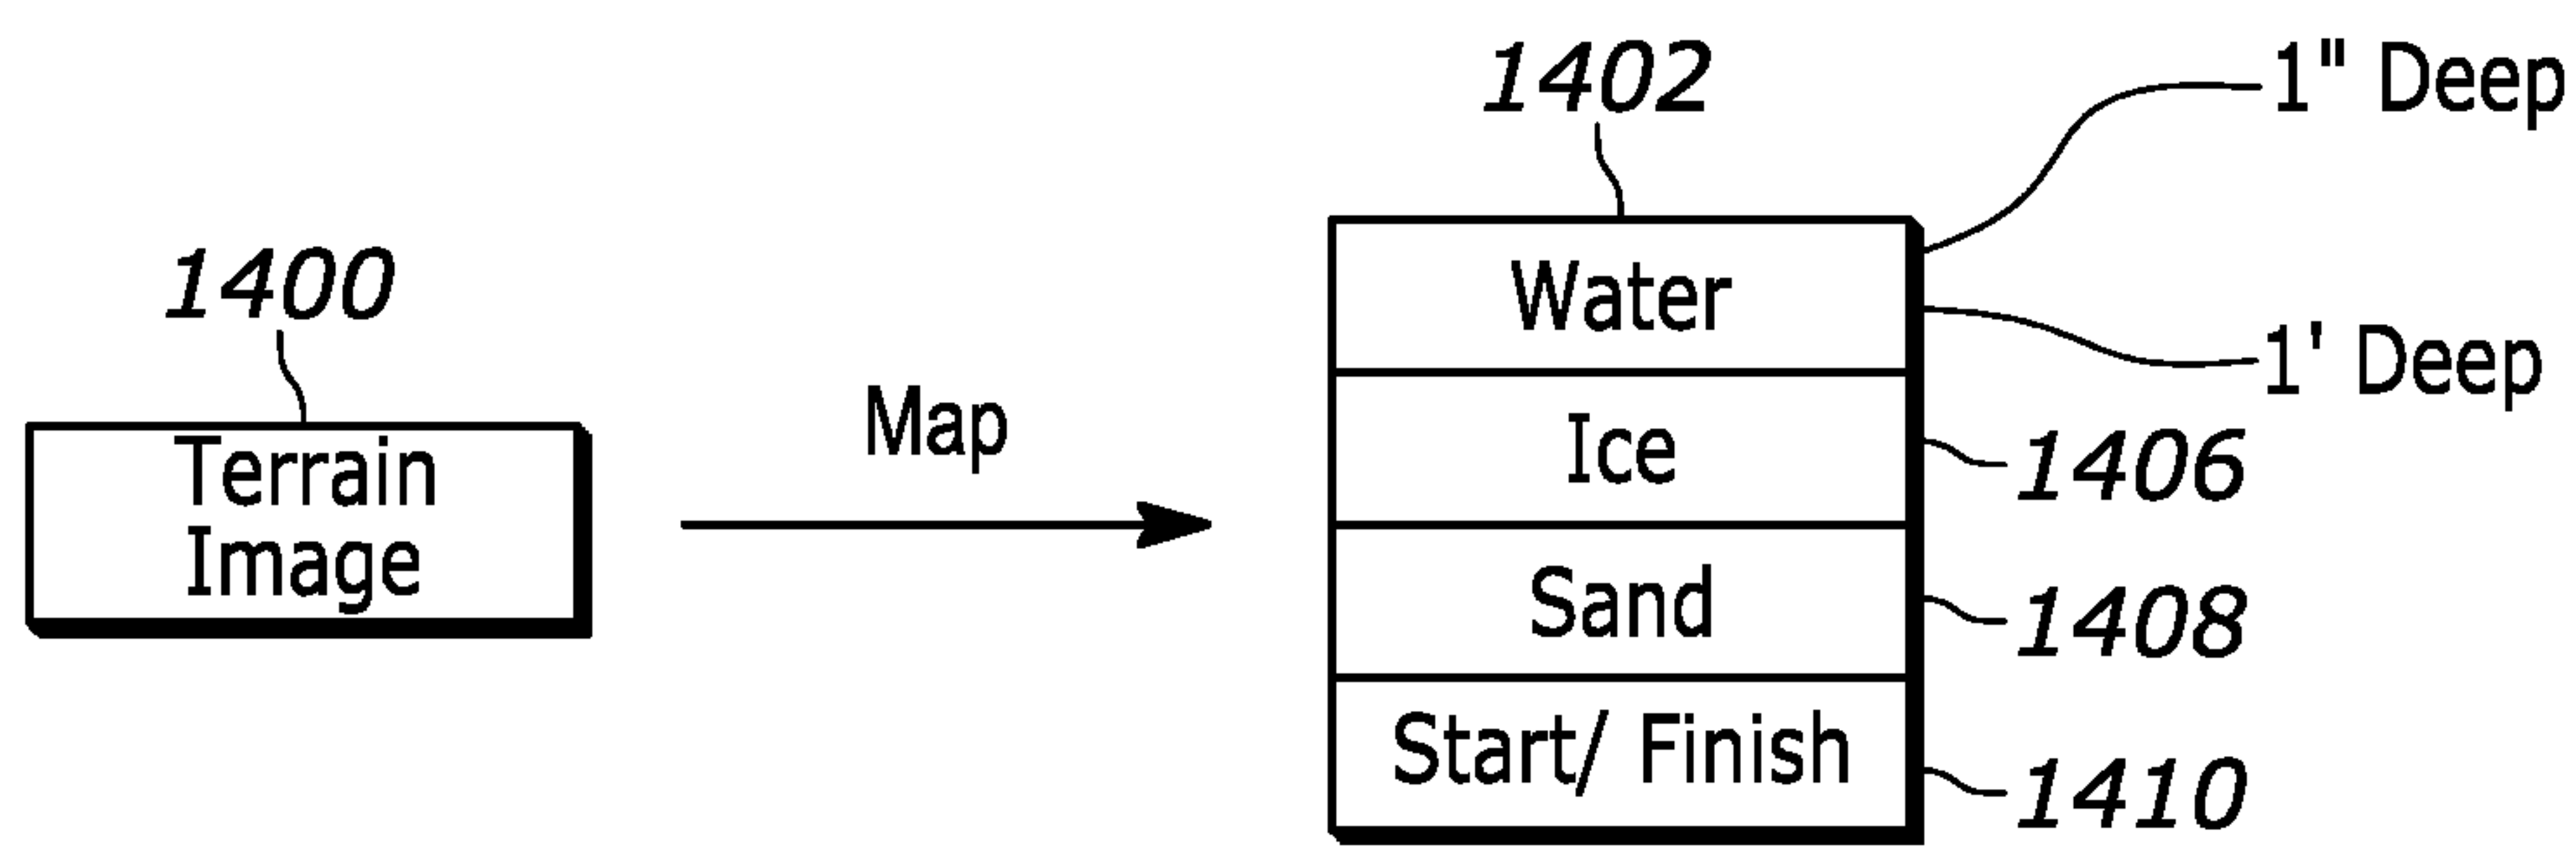 1400
Terrain
Image
Map
1402
Water
1" Deep
1' Deep
Ice
1406
Sand
1408
Start/ Finish
1410